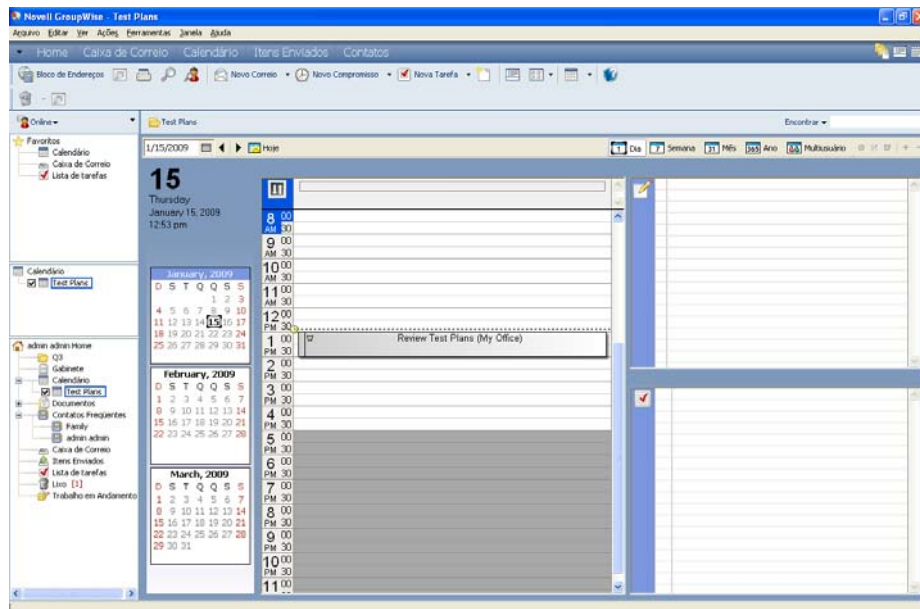 Novell GroupWise - Test Plans
Arquivo Editar Ver Ações Ferramentas Janela Ajuda
Home Caixa de Correio Calendário Itens Enviados Contatos
Bloco de Endereços Novo Correio Novo Compromisso Nova Tarefa
Online Test Plans Encontrar
Favoritos
Calendário
Caixa de Correio
Lista de tarefas
1/15/2009 Hoje 1 Dia 7 Semana 31 Mês 365 Ano Multiusuário
15
Thursday
January 15, 2009
12:53 pm
Calendário
Test Plans
admin admin Home
Q3
Gabinete
Calendário
Test Plans
Documentos
Contatos Freqüentes
Family
admin admin
Caixa de Correio
Itens Enviados
Lista de tarefas
Lixo [1]
Trabalho em Andamento
January, 2009
D S T Q Q S S
1 2 3
4 5 6 7 8 9 10
11 12 13 14 15 16 17
18 19 20 21 22 23 24
25 26 27 28 29 30 31
February, 2009
D S T Q Q S S
1 2 3 4 5 6 7
8 9 10 11 12 13 14
15 16 17 18 19 20 21
22 23 24 25 26 27 28
March, 2009
D S T Q Q S S
1 2 3 4 5 6 7
8 9 10 11 12 13 14
15 16 17 18 19 20 21
22 23 24 25 26 27 28
29 30 31
8 00
AM 30
9 00
AM 30
10 00
AM 30
11 00
AM 30
12 00
PM 30
1 00
PM 30
Review Test Plans (My Office)
2 00
PM 30
3 00
PM 30
4 00
PM 30
5 00
PM 30
6 00
PM 30
7 00
PM 30
8 00
PM 30
9 00
PM 30
10 00
PM 30
11 00